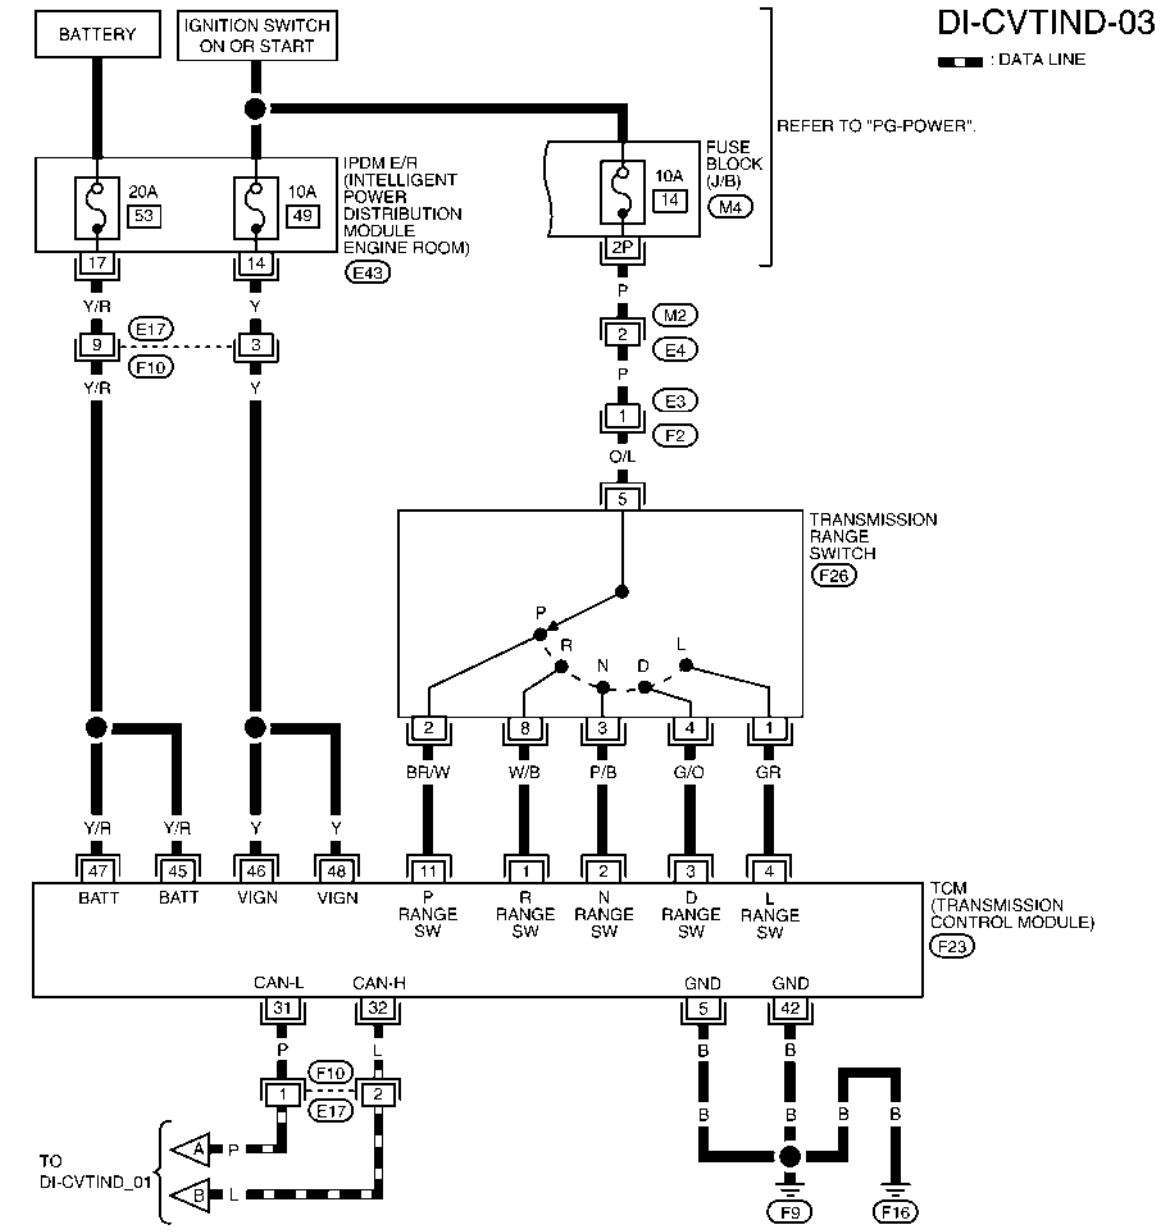 DI-CVTIND-03
: DATA LINE
BATTERY
IGNITION SWITCH
ON OR START
REFER TO "PG-POWER".
20A
53
10A
49
IPDM E/R
(INTELLIGENT
POWER
DISTRIBUTION
MODULE
ENGINE ROOM)
E43
10A
14
FUSE
BLOCK
(J/B)
M4
17
14
2P
Y/R
Y
P
9
E17
F10
3
2
M2
E4
Y/R
Y
P
1
E3
F2
O/L
5
TRANSMISSION
RANGE
SWITCH
F26
P
R
N
D
L
2
8
3
4
1
BR/W
W/B
P/B
G/O
GR
Y/R
Y/R
Y
Y
47
45
46
48
11
1
2
3
4
BATT
BATT
VIGN
VIGN
P
RANGE
SW
R
RANGE
SW
N
RANGE
SW
D
RANGE
SW
L
RANGE
SW
TCM
(TRANSMISSION
CONTROL MODULE)
F23
CAN-L
CAN-H
GND
GND
31
32
5
42
P
L
B
B
1
F10
E17
2
B
B
B
B
TO
DI-CVTIND_01
A
P
B
L
F9
F16